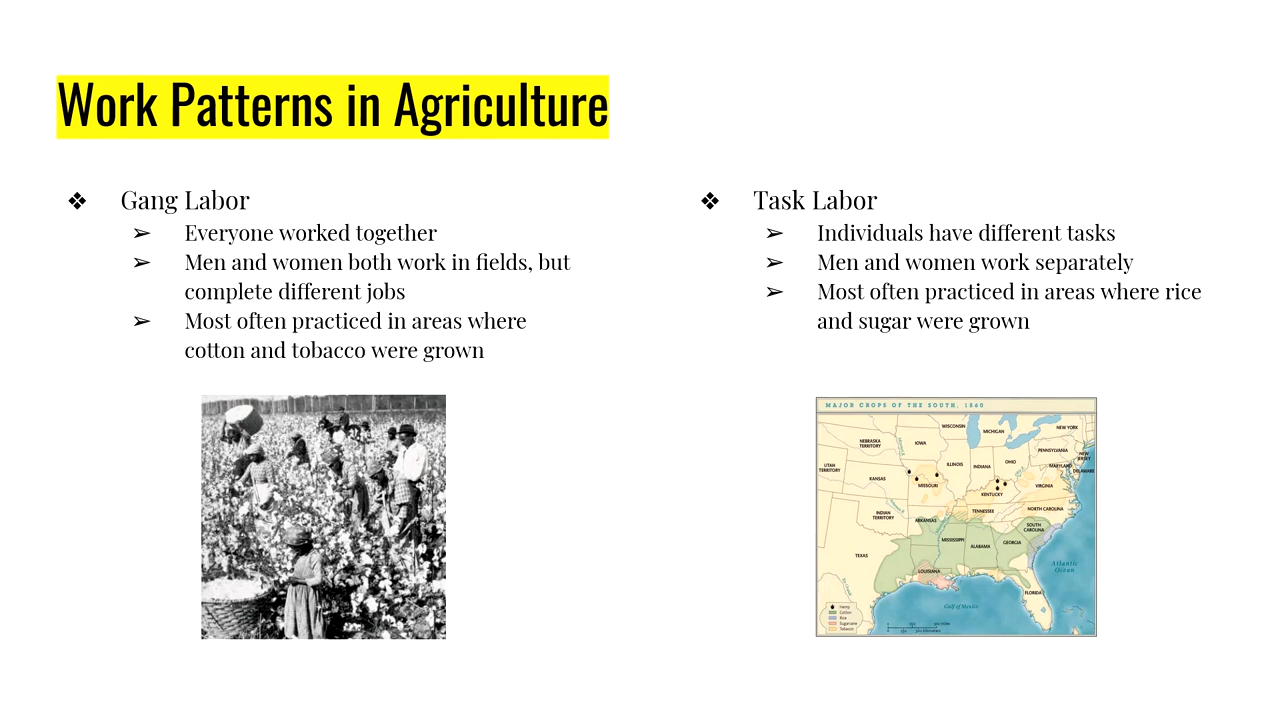 Work Patterns in Agriculture
❖ Gang Labor
➢ Everyone worked together
➢ Men and women both work in fields, but
complete different jobs
➢ Most often practiced in areas where
cotton and tobacco were grown
❖ Task Labor
➢ Individuals have different tasks
➢ Men and women work separately
➢ Most often practiced in areas where rice
and sugar were grown
MAJOR CROPS OF THE SOUTH, 1860
WISCONSIN
MICHIGAN
NEW YORK
NEBRASKA
TERRITORY
IOWA
PENNSYLVANIA
NEW
JERSEY
UTAH
TERRITORY
ILLINOIS
INDIANA
OHIO
MARYLAND
DELAWARE
KANSAS
MISSOURI
KENTUCKY
VIRGINIA
INDIAN
TERRITORY
ARKANSAS
TENNESSEE
NORTH CAROLINA
SOUTH
CAROLINA
MISSISSIPPI
ALABAMA
GEORGIA
TEXAS
LOUISIANA
Atlantic
Ocean
FLORIDA
Gulf of Mexico
Hemp
Cotton
Rice
Sugarcane
Tobacco